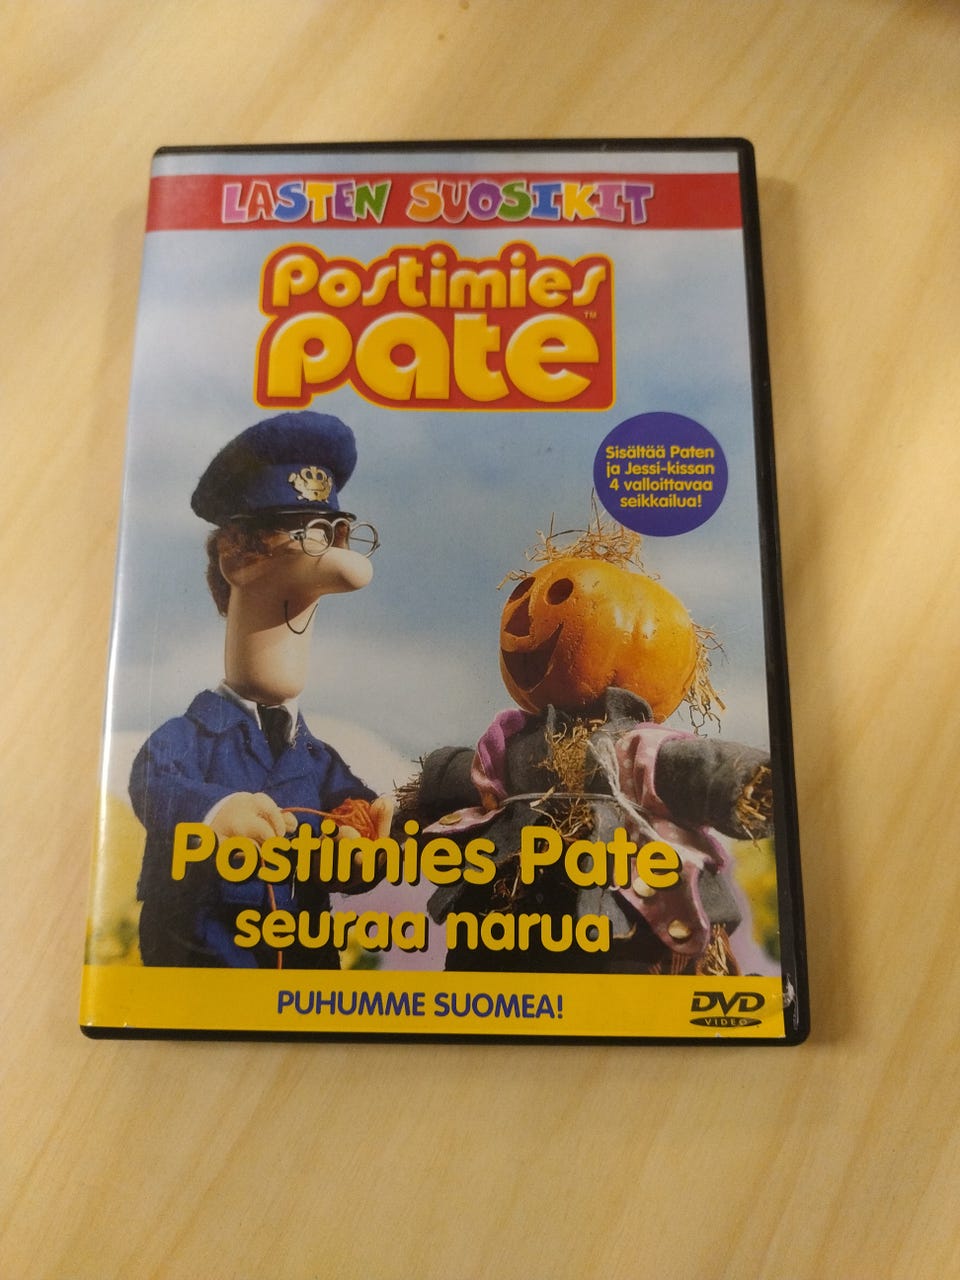 LASTEN SUOSIKIT
Postimies
Pate™
Sisältää Paten
ja Jessi-kissan
4 valloittavaa
seikkailua!
Postimies Pate
seuraa narua
PUHUMME SUOMEA!
DVD
VIDEO